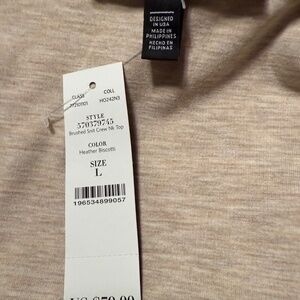 DESIGNED
IN USA
MADE IN
PHILIPPINES
HECHO EN
FILIPINAS
CLASS COLL
HO242N3
STYLE
570379745
Brushed Snit Crew Nk Top
COLOR
Heather Biscotti
SIZE
L
196534899057